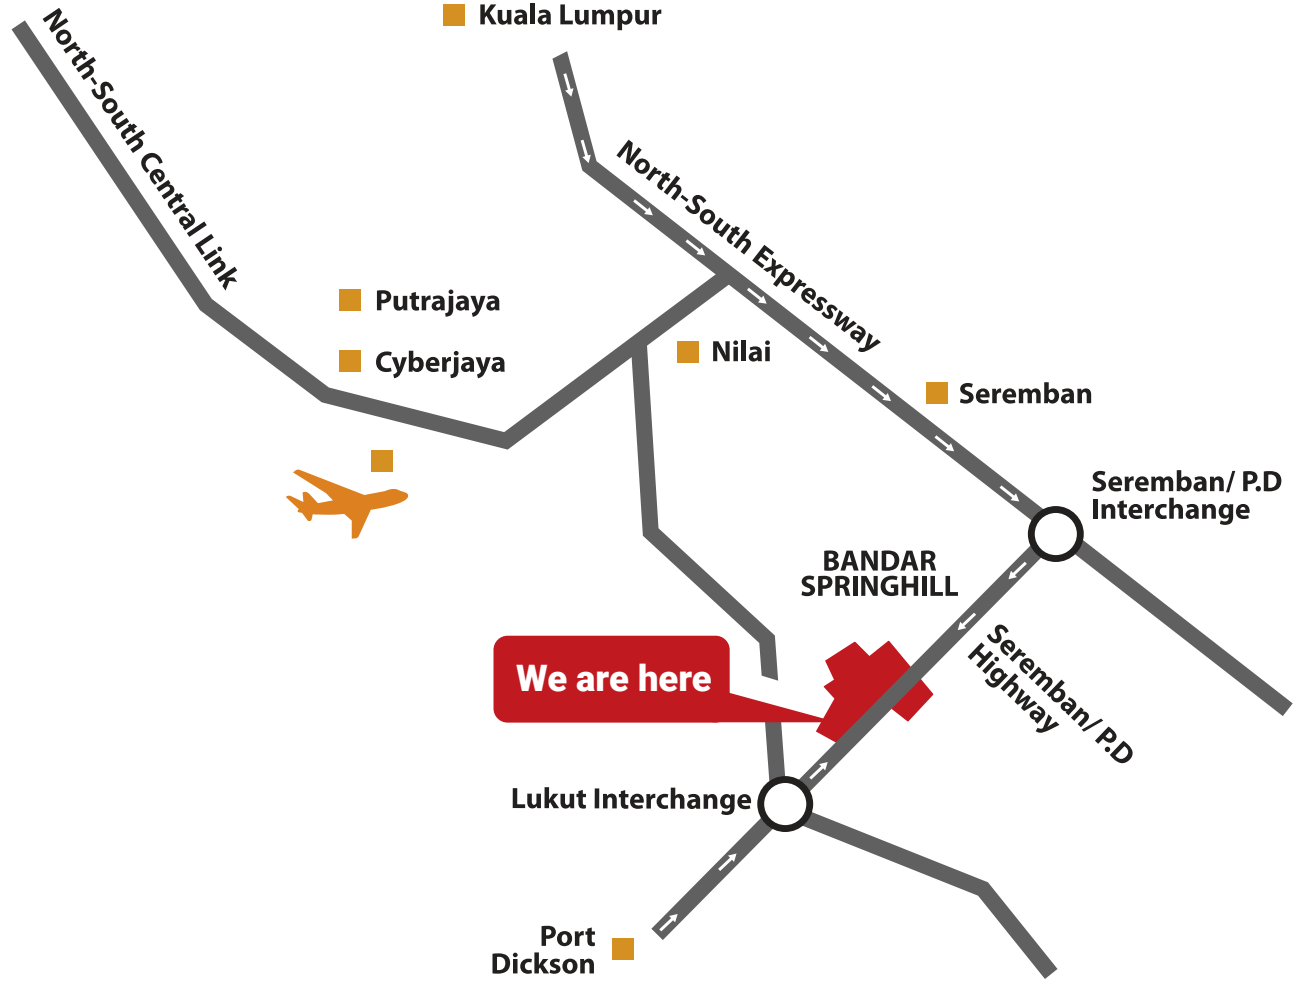 Kuala Lumpur
North-South Central Link
North-South Expressway
Putrajaya
Cyberjaya
Nilai
Seremban
Seremban/ P.D
Interchange
BANDAR
SPRINGHILL
Seremban/ P.D
Highway
We are here
Lukut Interchange
Port
Dickson